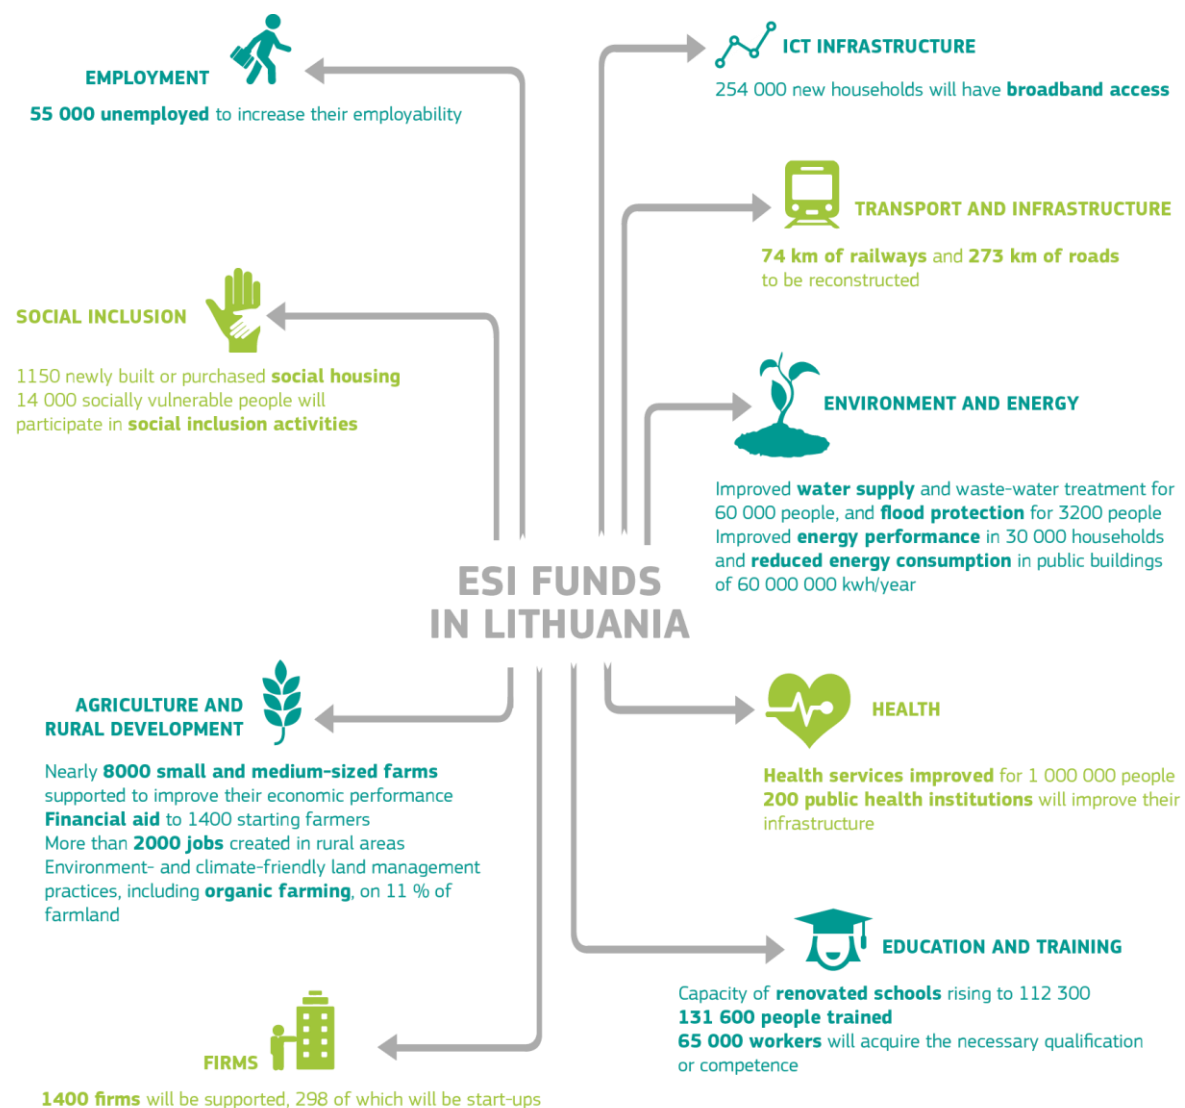 EMPLOYMENT
55 000 unemployed to increase their employability
ICT INFRASTRUCTURE
254 000 new households will have broadband access
TRANSPORT AND INFRASTRUCTURE
74 km of railways and 273 km of roads
to be reconstructed
SOCIAL INCLUSION
1150 newly built or purchased social housing
14 000 socially vulnerable people will
participate in social inclusion activities
ENVIRONMENT AND ENERGY
Improved water supply and waste-water treatment for
60 000 people, and flood protection for 3200 people
Improved energy performance in 30 000 households
and reduced energy consumption in public buildings
of 60 000 000 kwh/year
ESI FUNDS
IN LITHUANIA
AGRICULTURE AND
RURAL DEVELOPMENT
Nearly 8000 small and medium-sized farms
supported to improve their economic performance
Financial aid to 1400 starting farmers
More than 2000 jobs created in rural areas
Environment- and climate-friendly land management
practices, including organic farming, on 11 % of
farmland
HEALTH
Health services improved for 1 000 000 people
200 public health institutions will improve their
infrastructure
EDUCATION AND TRAINING
Capacity of renovated schools rising to 112 300
131 600 people trained
65 000 workers will acquire the necessary qualification
or competence
FIRMS
1400 firms will be supported, 298 of which will be start-ups